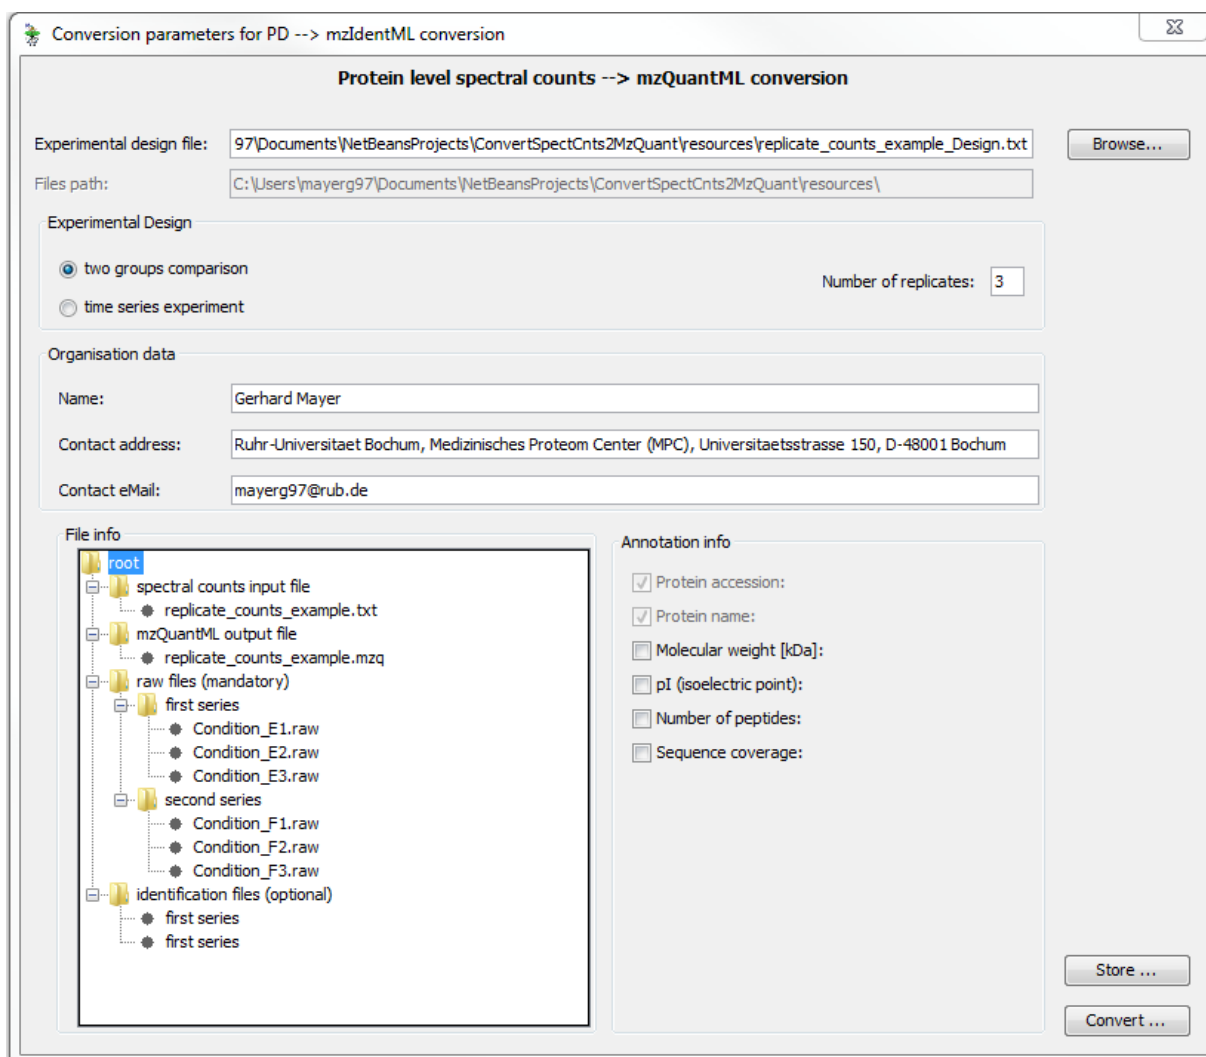 Conversion parameters for PD --> mzIdentML conversion
Protein level spectral counts --> mzQuantML conversion
Experimental design file: 97\Documents\NetBeansProjects\ConvertSpectCnts2MzQuant\resources\replicate_counts_example_Design.txt Browse...
Files path: C:\Users\mayerg97\Documents\NetBeansProjects\ConvertSpectCnts2MzQuant\resources\
Experimental Design
two groups comparison
Number of replicates: 3
time series experiment
Organisation data
Name: Gerhard Mayer
Contact address: Ruhr-Universitaet Bochum, Medizinisches Proteom Center (MPC), Universitaetsstrasse 150, D-48001 Bochum
Contact eMail: mayerg97@rub.de
File info
root
spectral counts input file
replicate_counts_example.txt
mzQuantML output file
replicate_counts_example.mzq
raw files (mandatory)
first series
Condition_E1.raw
Condition_E2.raw
Condition_E3.raw
second series
Condition_F1.raw
Condition_F2.raw
Condition_F3.raw
identification files (optional)
first series
first series
Annotation info
Protein accession:
Protein name:
Molecular weight [kDa]:
pI (isoelectric point):
Number of peptides:
Sequence coverage:
Store ...
Convert ...